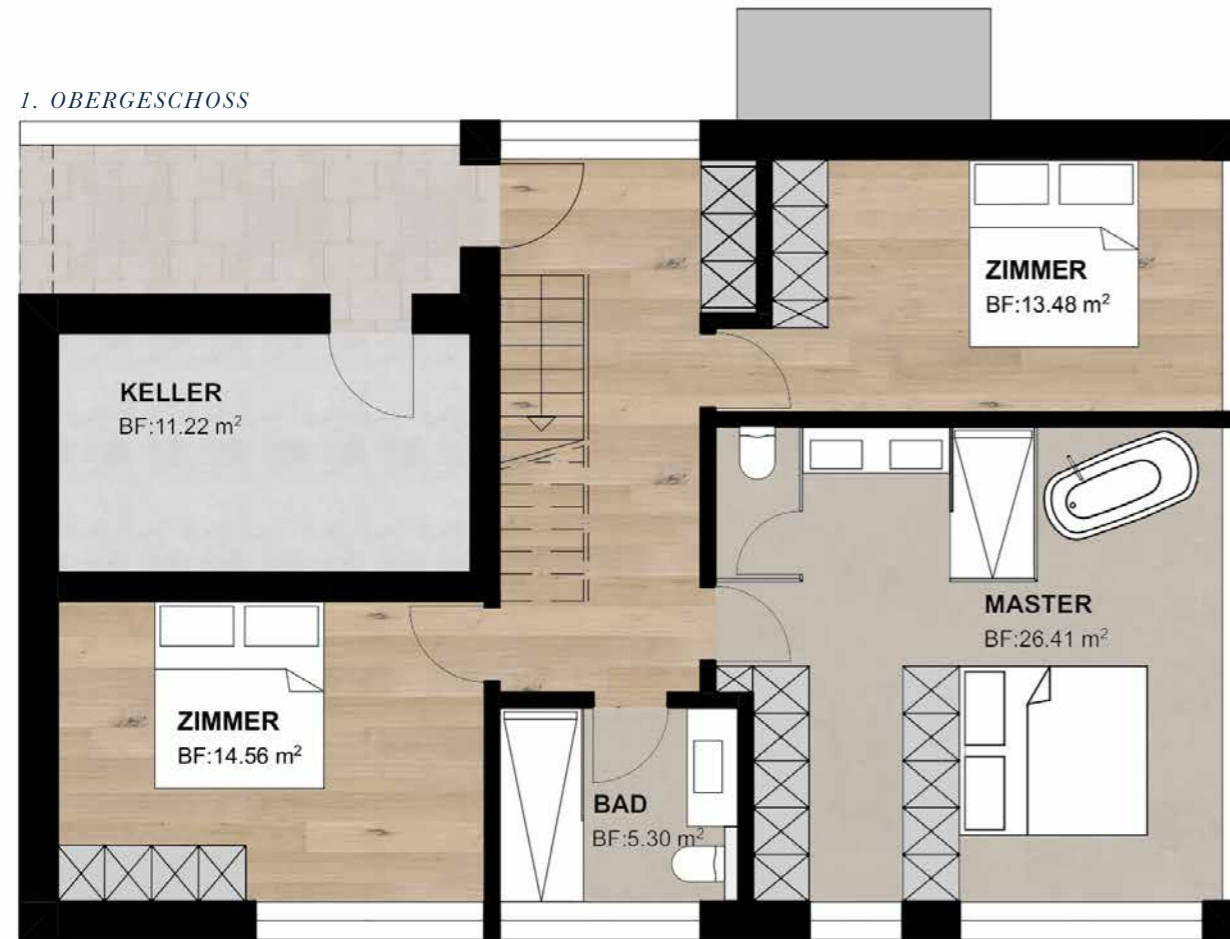 1. OBERGESCHOSS
ZIMMER
BF:13.48 m²
KELLER
BF:11.22 m²
MASTER
BF:26.41 m²
ZIMMER
BF:14.56 m²
BAD
BF:5.30 m²